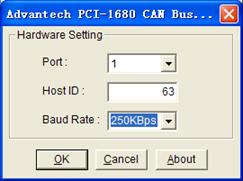 Advantech PCI-1680 CAN Bus...
Hardware Setting
Port : 1
Host ID : 63
Baud Rate : 250KBps
OK Cancel About